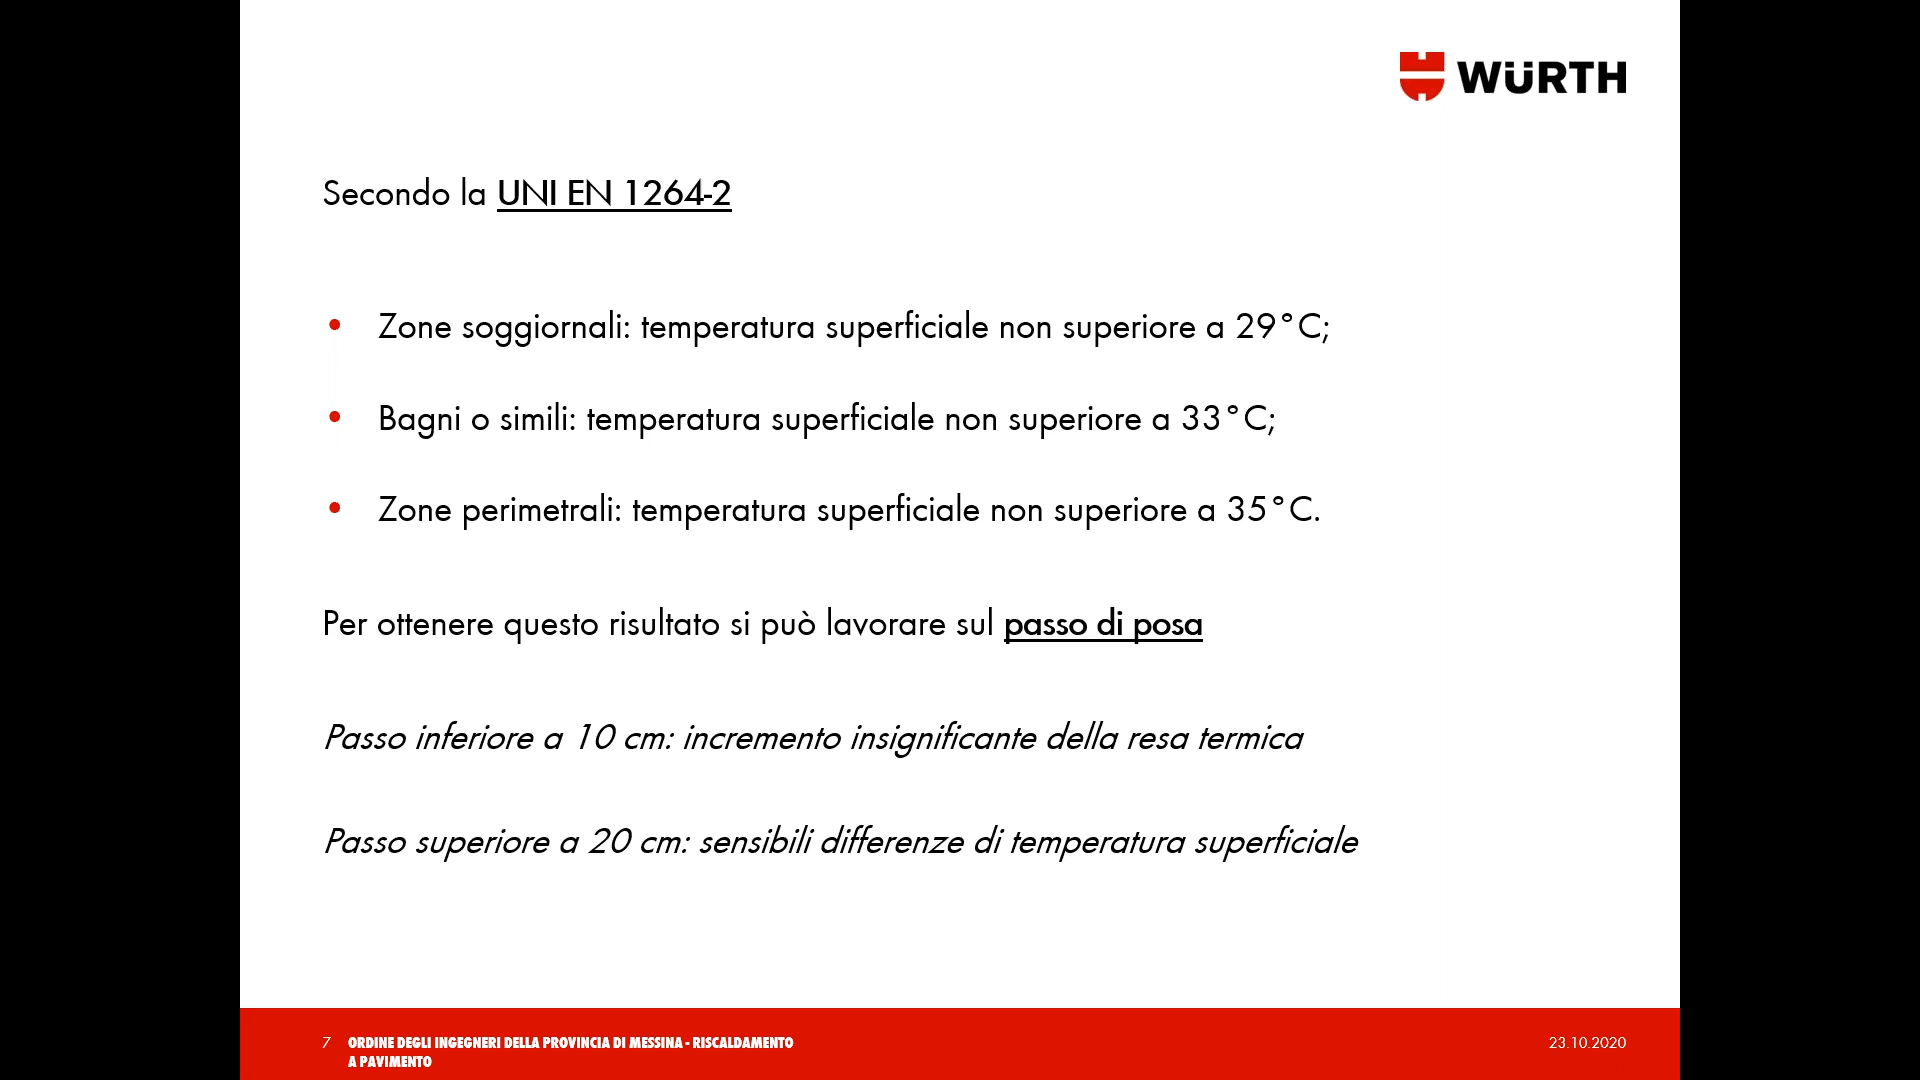 WÜRTH
Secondo la UNI EN 1264-2
• Zone soggiornali: temperatura superficiale non superiore a 29°C;
• Bagni o simili: temperatura superficiale non superiore a 33°C;
• Zone perimetrali: temperatura superficiale non superiore a 35°C.
Per ottenere questo risultato si può lavorare sul passo di posa
Passo inferiore a 10 cm: incremento insignificante della resa termica
Passo superiore a 20 cm: sensibili differenze di temperatura superficiale
7 ORDINE DEGLI INGEGNERI DELLA PROVINCIA DI MESSINA - RISCALDAMENTO
A PAVIMENTO
23.10.2020